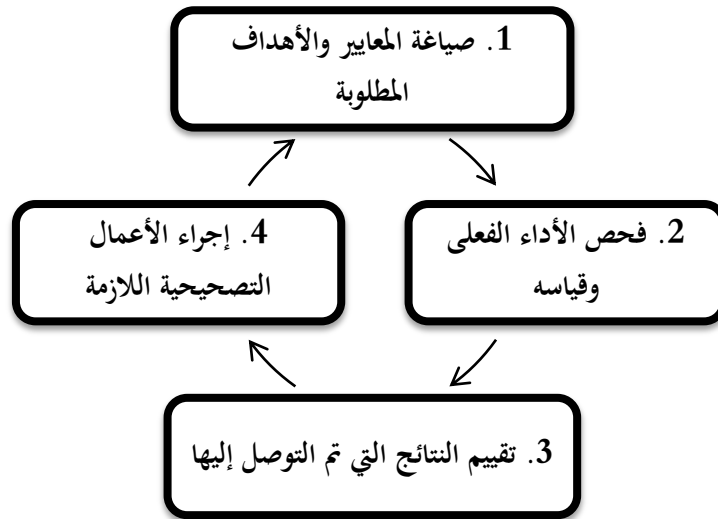 1. صياغة المعايير والأهداف
المطلوبة
2. فحص الأداء الفعلى
وقياسه
3. تقييم النتائج التي تم التوصل إليها
4. إجراء الأعمال
التصحيحية اللازمة